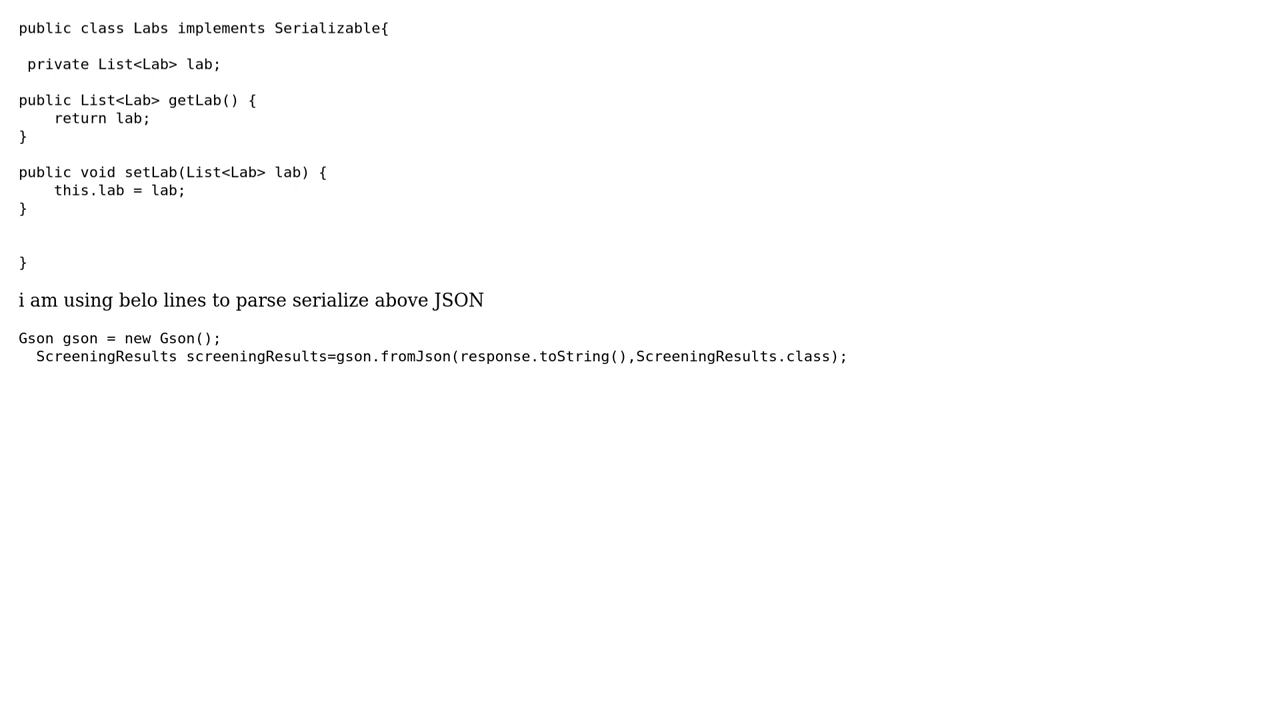 public class Labs implements Serializable{
private List<Lab> lab;
public List<Lab> getLab() {
return lab;
}
public void setLab(List<Lab> lab) {
this.lab = lab;
}
}
i am using belo lines to parse serialize above JSON
Gson gson = new Gson();
ScreeningResults screeningResults=gson.fromJson(response.toString(),ScreeningResults.class);